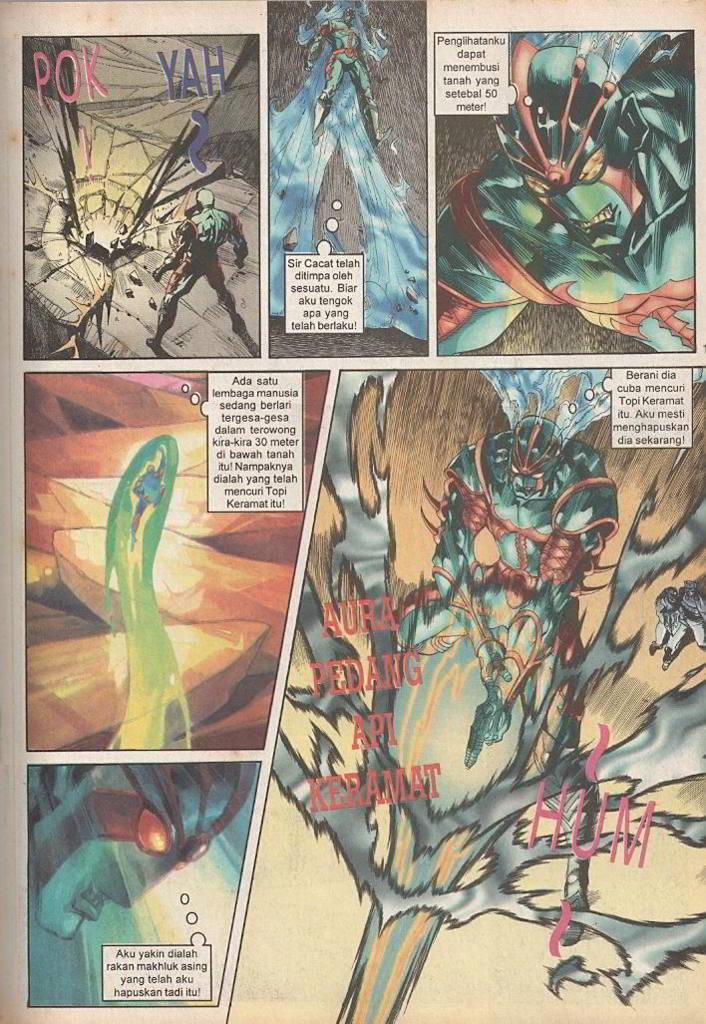 POK
YAH
Sir Cacat telah
ditimpa oleh
sesuatu. Biar
aku tengok
apa yang
telah berlaku!
Penglihatanku
dapat
menembusi
tanah yang
setebal 50
meter!
Ada satu
lembaga manusia
sedang berlari
tergesa-gesa
dalam terowong
kira-kira 30 meter
di bawah tanah
itu! Nampaknya
dialah yang telah
mencuri Topi
Keramat itu!
Berani dia
cuba mencuri
Topi Keramat
itu. Aku mesti
menghapuskan
dia sekarang!
AURA
PEDANG
API
KERAMAT
HUM
Aku yakin dialah
rakan makhluk asing
yang telah aku
hapuskan tadi itu!